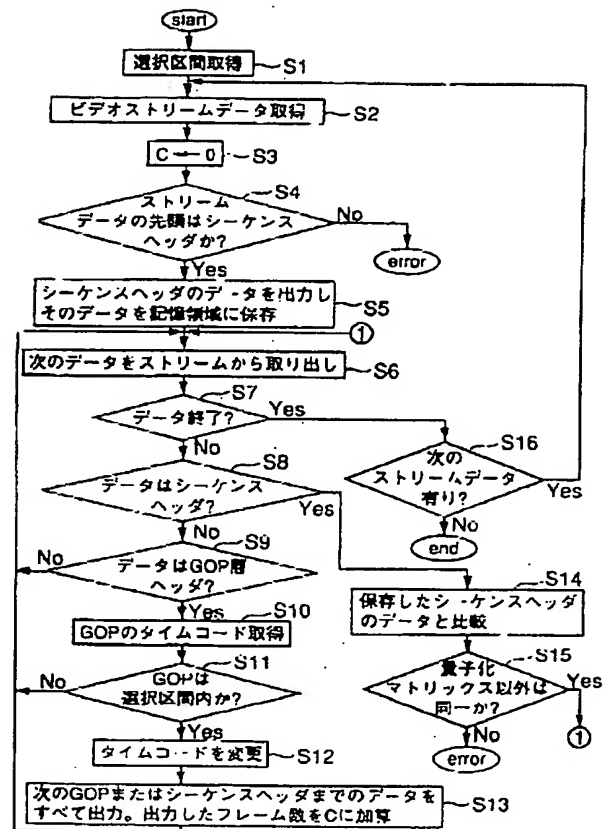 start
選択区間取得
S1
ビデオストリームデータ取得
S2
C←0
S3
ストリーム
データの先頭はシーケンス
ヘッダか?
S4
No
error
Yes
シーケンスヘッダのデータを出力し
そのデータを記憶領域に保存
S5
①
次のデータをストリームから取り出し
S6
データ終了?
S7
Yes
No
次の
ストリームデータ
有り?
S16
Yes
No
end
データはシーケンス
ヘッダ?
S8
Yes
No
データはGOP層
ヘッダ?
S9
No
Yes
GOPのタイムコード取得
S10
保存したシーケンスヘッダ
のデータと比較
S14
GOPは
選択区間内か?
S11
No
Yes
量子化
マトリックス以外は
同一か?
S15
Yes
①
No
error
タイムコードを変更
S12
次のGOPまたはシーケンスヘッダまでのデータを
すべて出力。出力したフレーム数をCに加算
S13